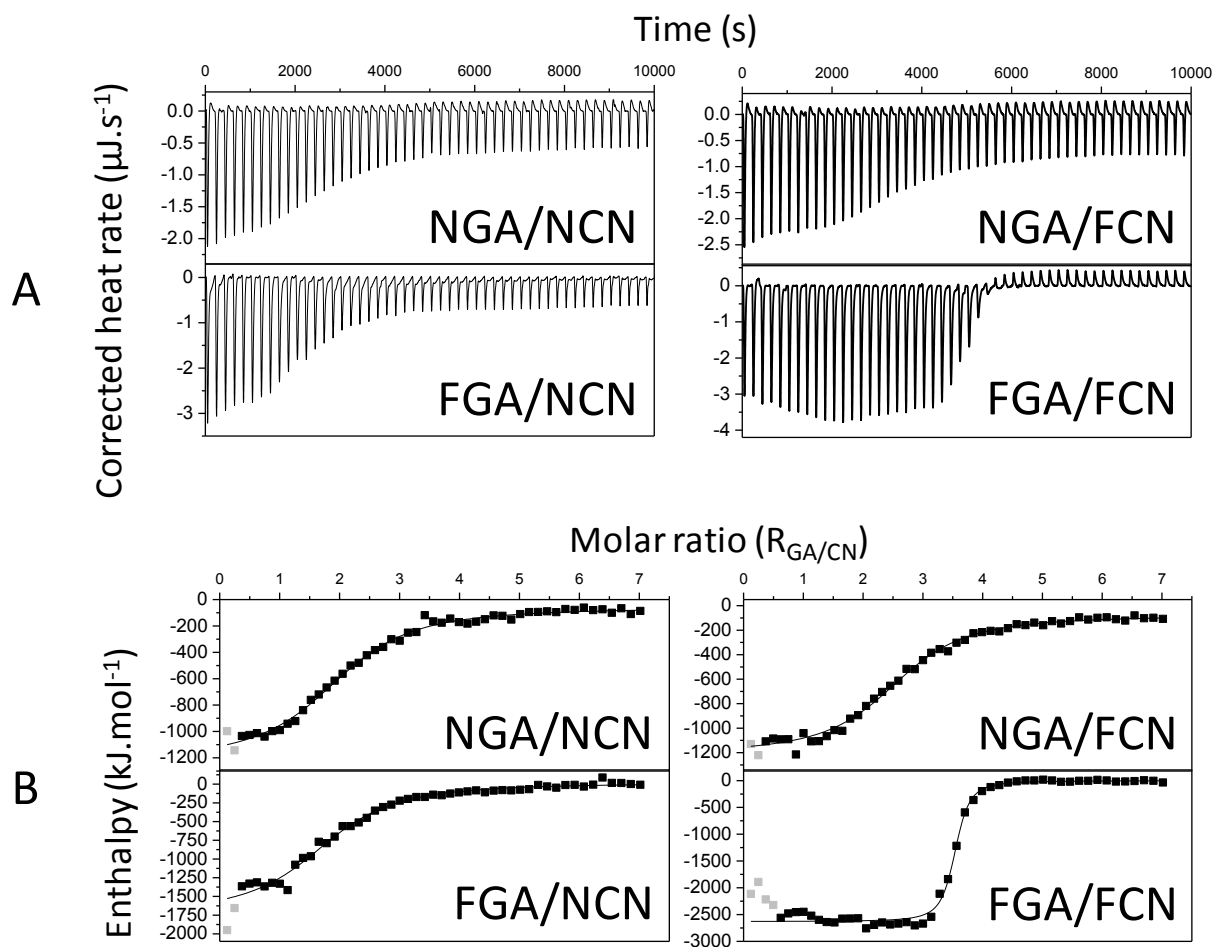 Time (s)
0 2000 4000 6000 8000 10000
0 2000 4000 6000 8000 10000
A
Corrected heat rate (µJ.s-1)
0.0
-0.5
-1.0
-1.5
-2.0
NGA/NCN
0.0
-0.5
-1.0
-1.5
-2.0
-2.5
NGA/FCN
0
-1
-2
-3
FGA/NCN
0
-1
-2
-3
-4
FGA/FCN
Molar ratio (RGA/CN)
0 1 2 3 4 5 6 7
0 1 2 3 4 5 6 7
B
Enthalpy (kJ.mol-1)
0
-200
-400
-600
-800
-1000
-1200
NGA/NCN
0
-200
-400
-600
-800
-1000
-1200
NGA/FCN
0
-250
-500
-750
-1000
-1250
-1500
-1750
-2000
FGA/NCN
0
-500
-1000
-1500
-2000
-2500
-3000
FGA/FCN